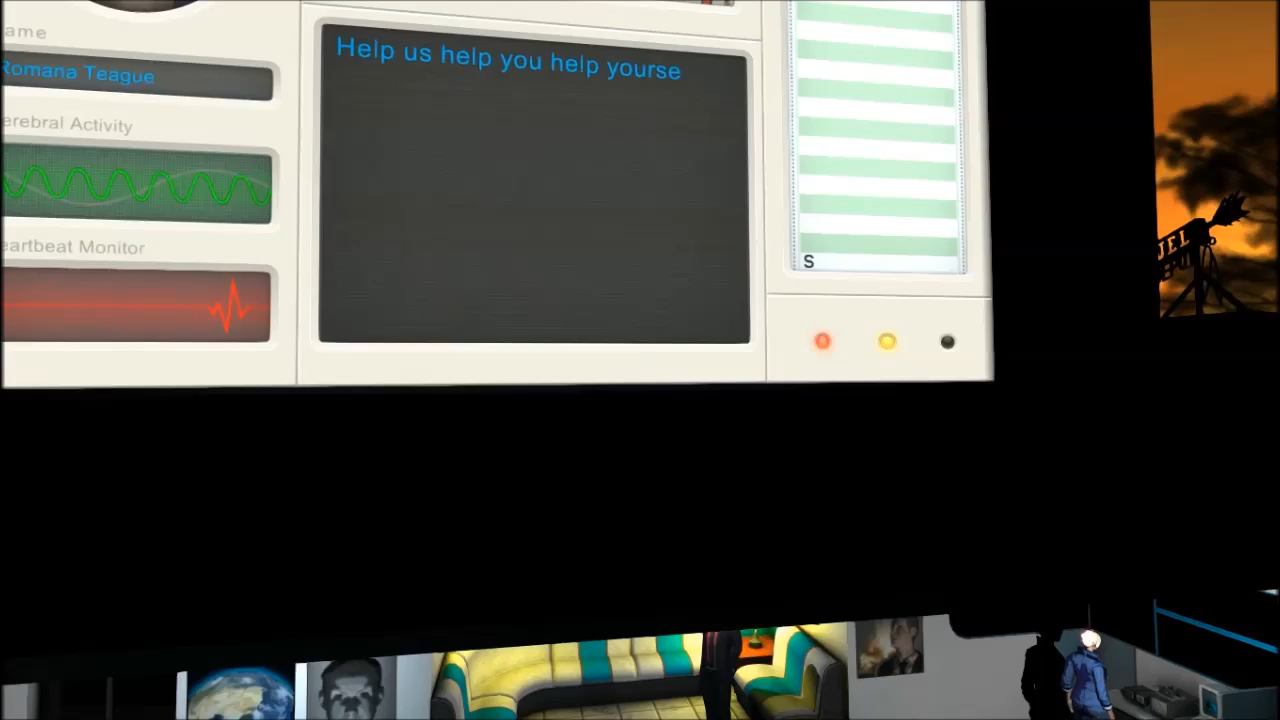 ame
Romana Teague
erebral Activity
eartbeat Monitor
Help us help you help yourse
S